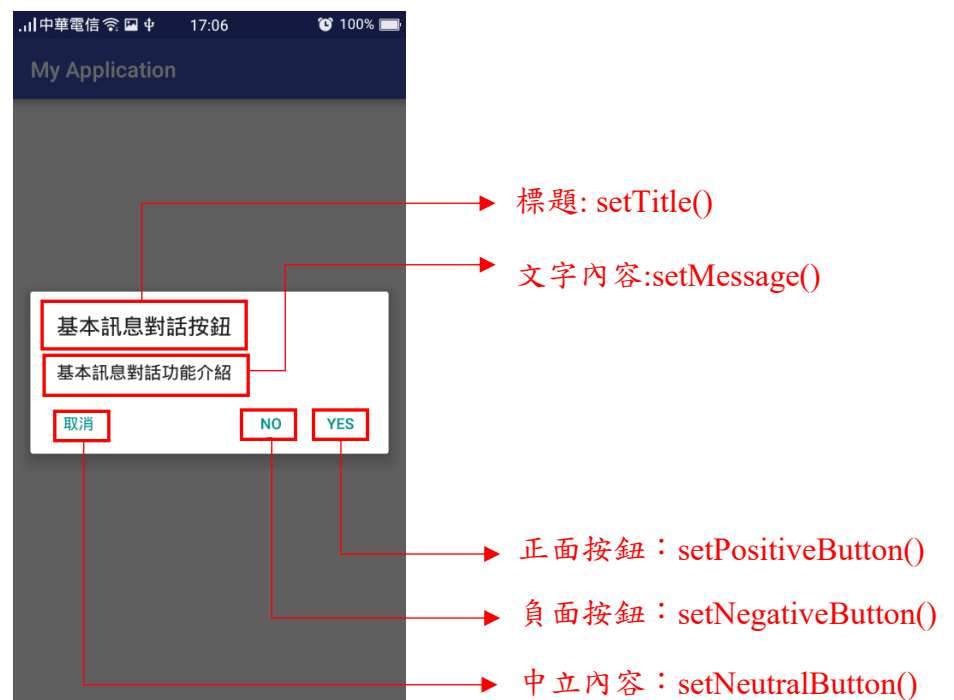 中華電信 17:06 100%
My Application
標題: setTitle()
文字內容:setMessage()
基本訊息對話按鈕
基本訊息對話功能介紹
取消 NO YES
正面按鈕：setPositiveButton()
負面按鈕：setNegativeButton()
中立內容：setNeutralButton()